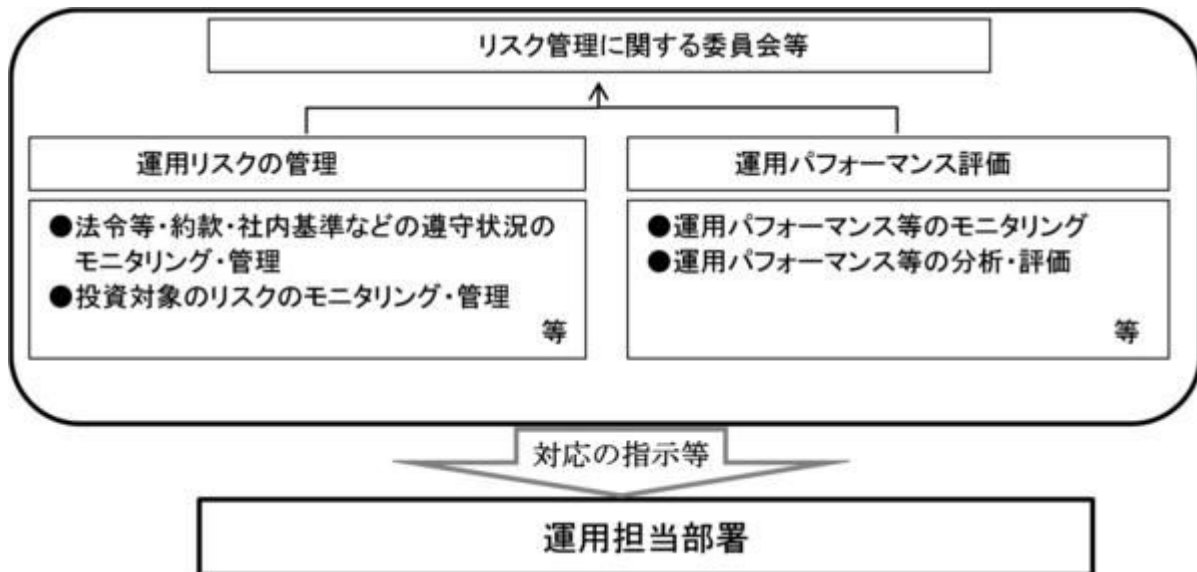 リスク管理に関する委員会等
運用リスクの管理
●法令等・約款・社内基準などの遵守状況の
モニタリング・管理
●投資対象のリスクのモニタリング・管理
等
運用パフォーマンス評価
●運用パフォーマンス等のモニタリング
●運用パフォーマンス等の分析・評価
等
対応の指示等
運用担当部署